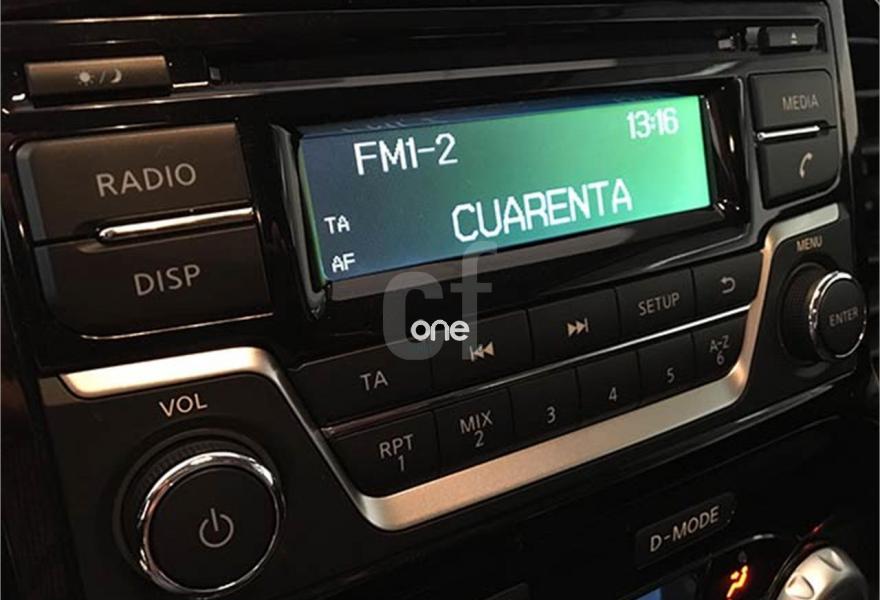 MEDIA
FM1-2
13:16
RADIO
TA
CUARENTA
AF
DISP
MENU
ENTER
SETUP
TA
cf
one
A-Z
6
5
4
3
MIX
2
RPT
1
VOL
D-MODE